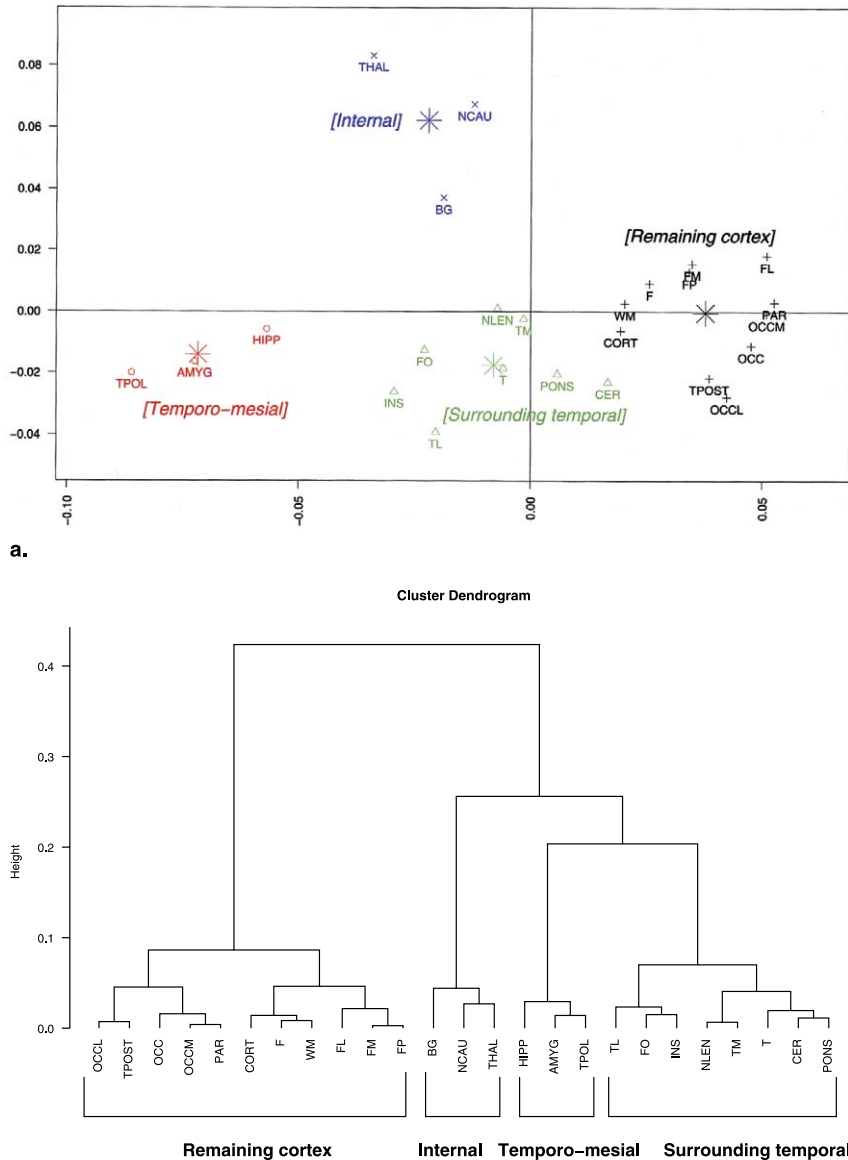 0.08
0.06
0.04
0.02
0.00
-0.02
-0.04
THAL
NCAU
[Internal]
BG
[Remaining cortex]
FM
FL
FP
F
NLEN
WM
PAR
TM
OCCM
HIPP
CORT
FO
OCC
AMYG
T
TPOL
PONS
TPOST
INS
CER
[Temporo-mesial]
[Surrounding temporal]
OCCL
TL
-0.10
-0.05
0.00
0.05
a.
Cluster Dendrogram
Height
0.4
0.3
0.2
0.1
0.0
OCCL
TPOST
OCC
OCCM
PAR
CORT
F
WM
FL
FM
FP
BG
NCAU
THAL
HIPP
AMYG
TPOL
TL
FO
INS
NLEN
TM
T
CER
PONS
Remaining cortex
Internal
Temporo-mesial
Surrounding temporal